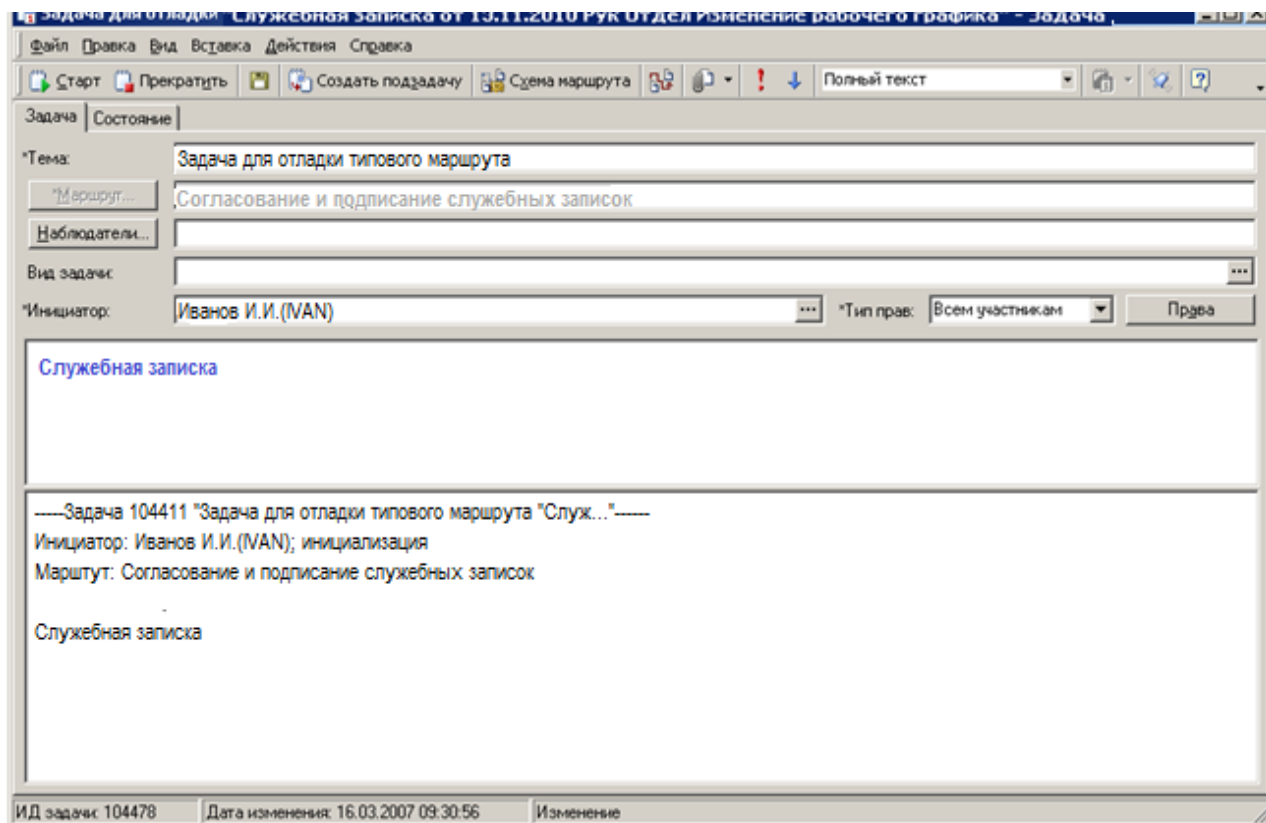 Задача для отладки "Служебная записка от 13.11.2010 Рук Отдел Изменение рабочего графика" - Задача
Файл Правка Вид Вставка Действия Справка
Старт Прекратить Создать подзадачу Схема маршрута Полный текст
Задача Состояние
*Тема: Задача для отладки типового маршрута
*Маршрут... Согласование и подписание служебных записок
Наблюдатели...
Вид задачи: ...
*Инициатор: Иванов И.И.(IVAN) ... *Тип прав: Всем участникам Права
Служебная записка
-----Задача 104411 "Задача для отладки типового маршрута "Служ..."------
Инициатор: Иванов И.И.(IVAN); инициализация
Марштут: Согласование и подписание служебных записок
Служебная записка
ИД задачи: 104478 Дата изменения: 16.03.2007 09:30:56 Изменение